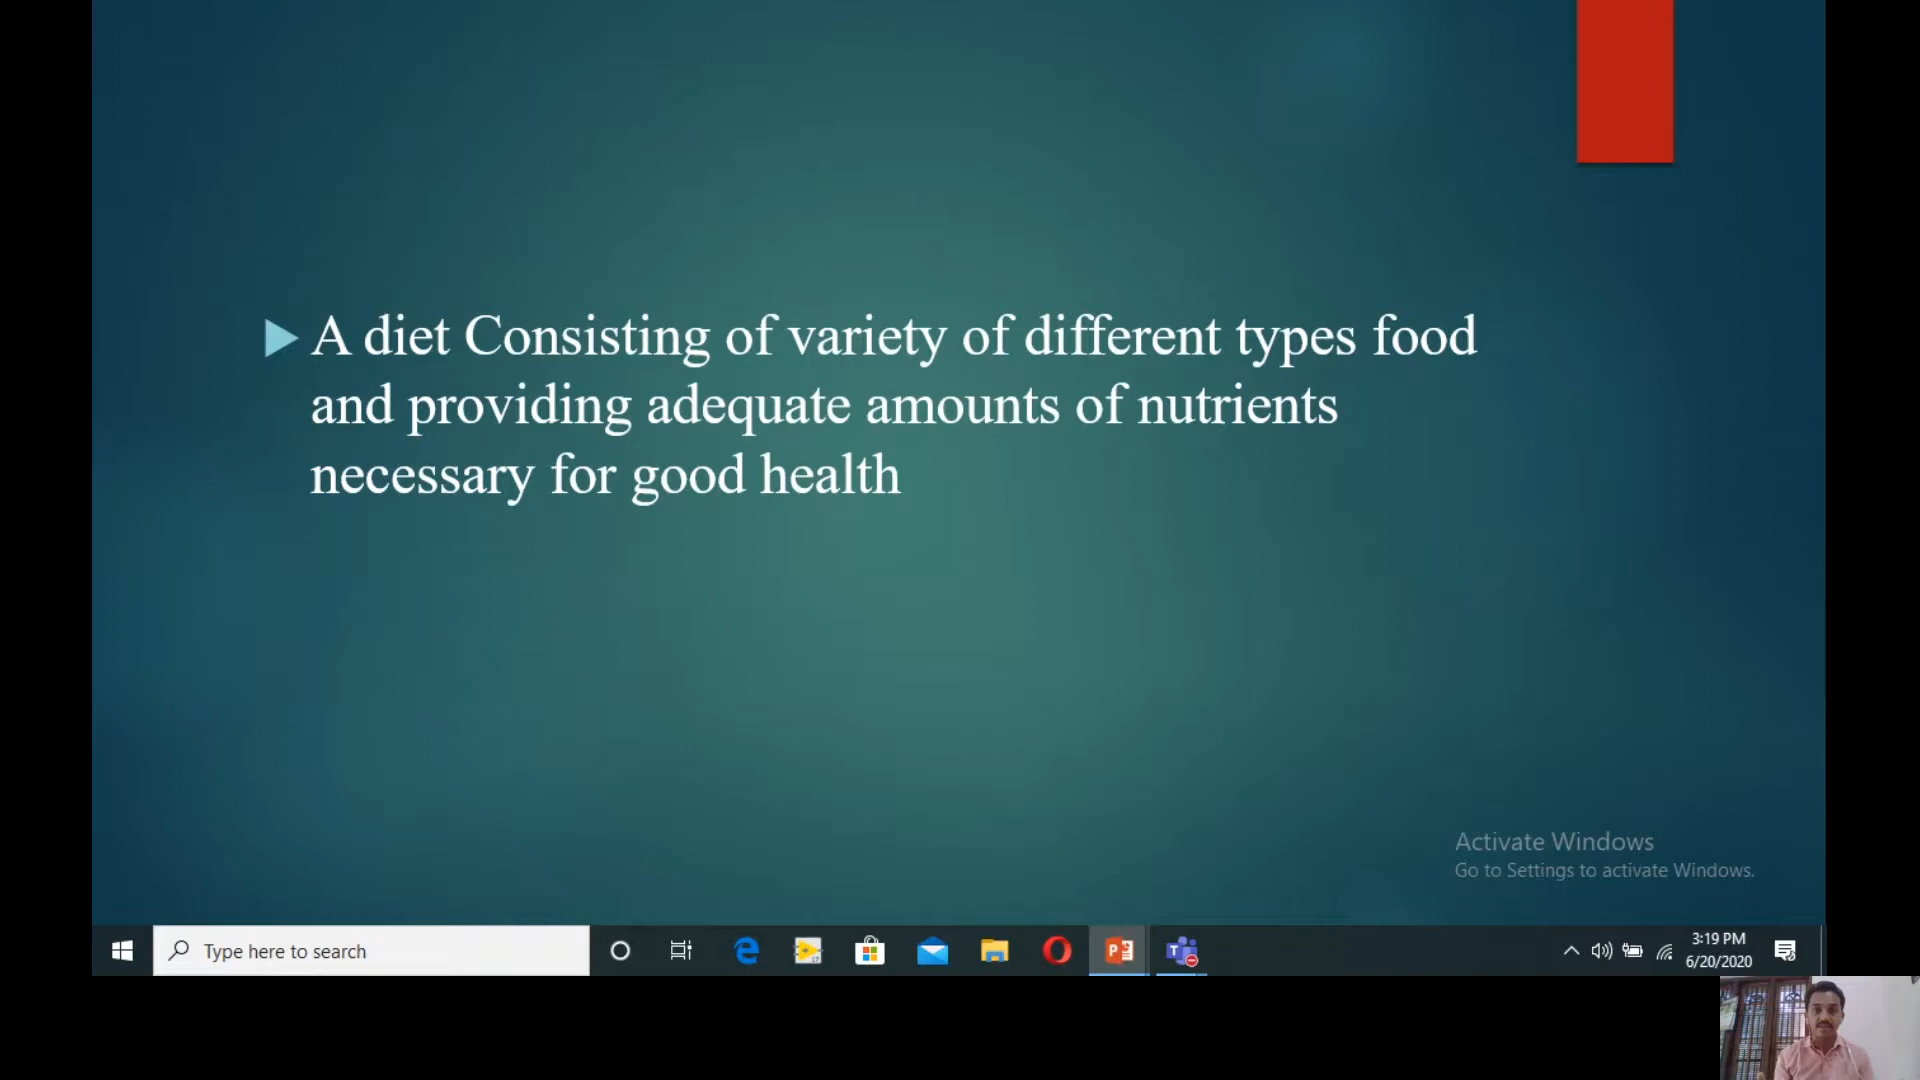 A diet Consisting of variety of different types food
and providing adequate amounts of nutrients
necessary for good health
Activate Windows
Go to Settings to activate Windows.
Type here to search
3:19 PM
6/20/2020